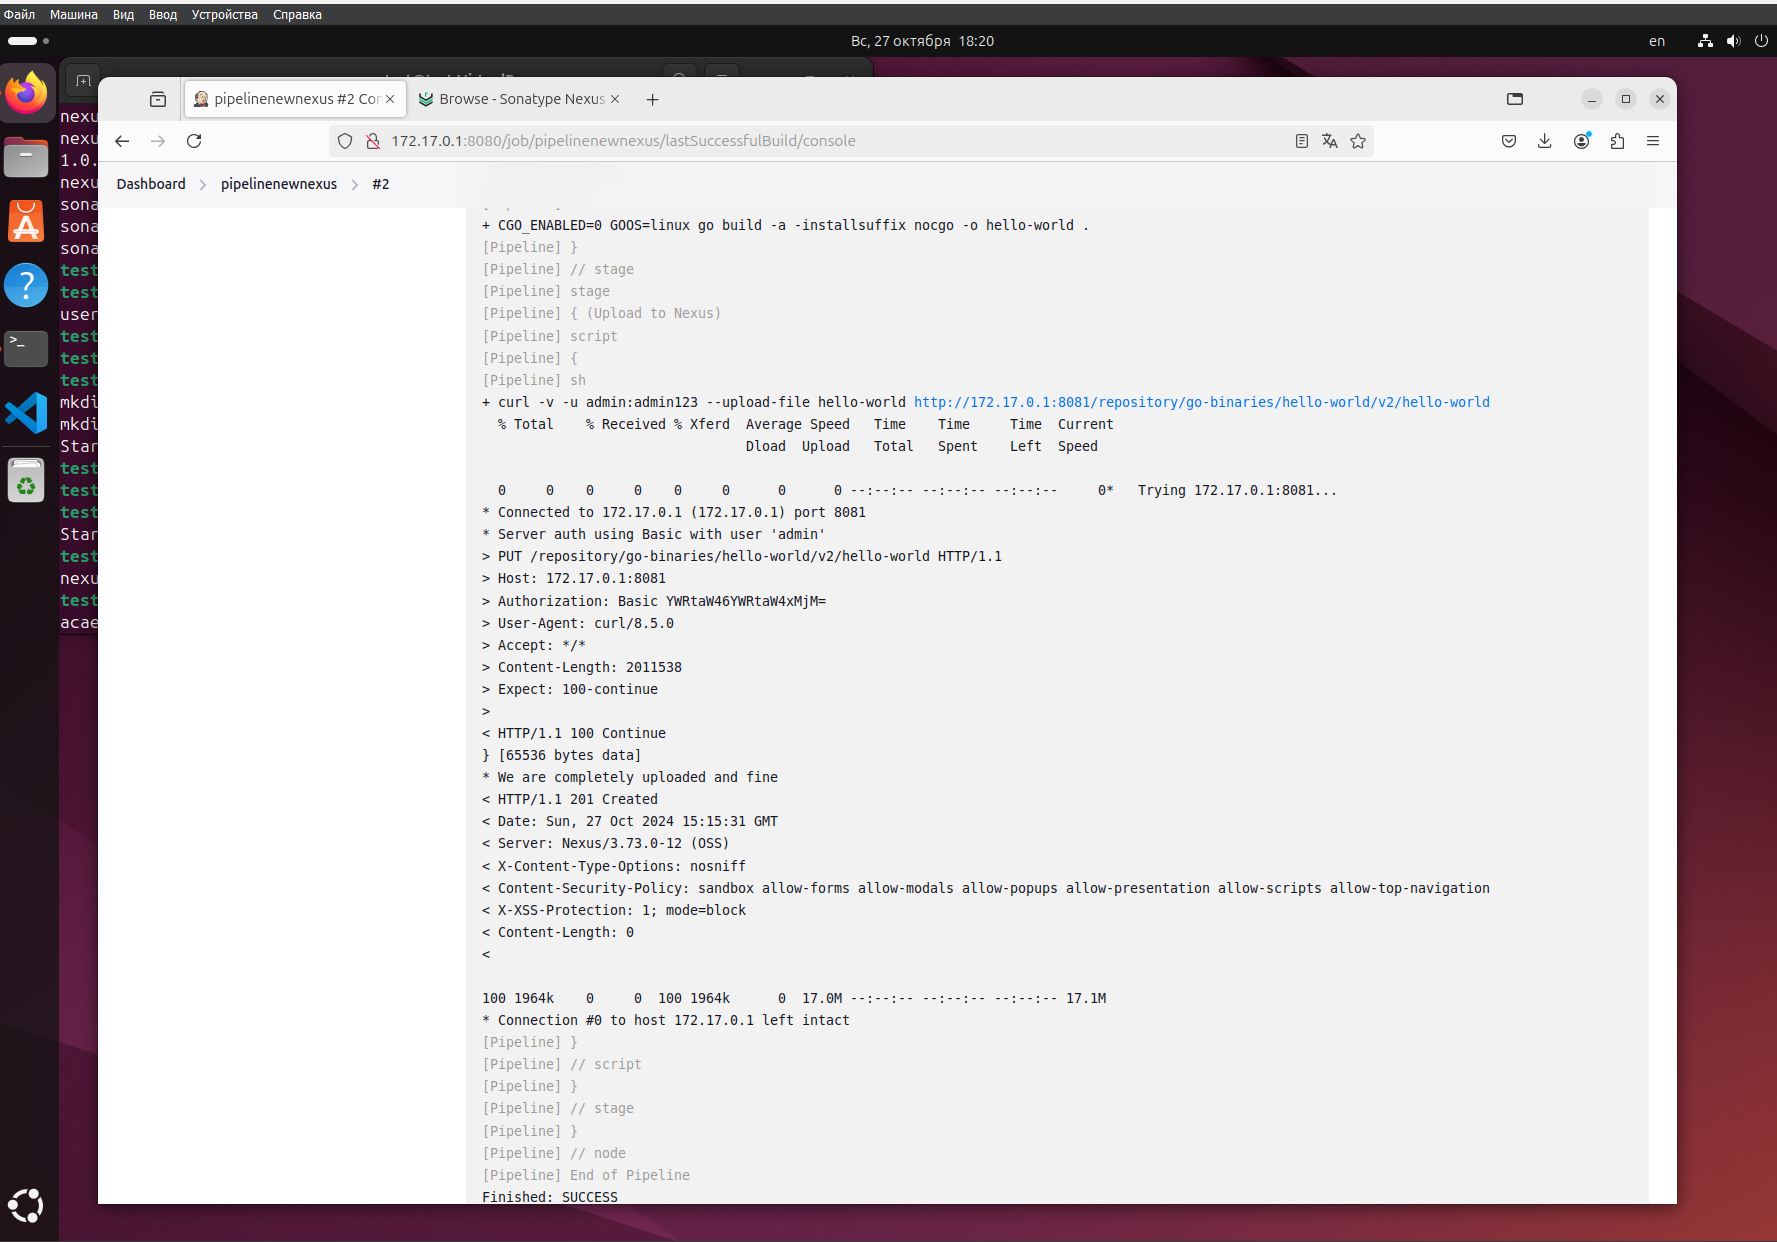 Файл Машина Вид Ввод Устройства Справка
Вс, 27 октября 18:20
en
pipelinenewnexus #2 Con
Browse - Sonatype Nexus
172.17.0.1:8080/job/pipelinenewnexus/lastSuccessfulBuild/console
Dashboard > pipelinenewnexus > #2
nexu
nexu
1.0.
nexu
sona
sona
sona
test
test
user
test
test
test
mkdi
mkdi
Star
test
test
test
Star
test
nexu
test
acae
+ CGO_ENABLED=0 GOOS=linux go build -a -installsuffix nocgo -o hello-world .
[Pipeline] }
[Pipeline] // stage
[Pipeline] stage
[Pipeline] { (Upload to Nexus)
[Pipeline] script
[Pipeline] {
[Pipeline] sh
+ curl -v -u admin:admin123 --upload-file hello-world http://172.17.0.1:8081/repository/go-binaries/hello-world/v2/hello-world
% Total % Received % Xferd Average Speed Time Time Time Current
Dload Upload Total Spent Left Speed
0 0 0 0 0 0 0 0 --:--:-- --:--:-- --:--:-- 0* Trying 172.17.0.1:8081...
* Connected to 172.17.0.1 (172.17.0.1) port 8081
* Server auth using Basic with user 'admin'
> PUT /repository/go-binaries/hello-world/v2/hello-world HTTP/1.1
> Host: 172.17.0.1:8081
> Authorization: Basic YWRtaW46YWRtaW4xMjM=
> User-Agent: curl/8.5.0
> Accept: */*
> Content-Length: 2011538
> Expect: 100-continue
>
< HTTP/1.1 100 Continue
} [65536 bytes data]
* We are completely uploaded and fine
< HTTP/1.1 201 Created
< Date: Sun, 27 Oct 2024 15:15:31 GMT
< Server: Nexus/3.73.0-12 (OSS)
< X-Content-Type-Options: nosniff
< Content-Security-Policy: sandbox allow-forms allow-modals allow-popups allow-presentation allow-scripts allow-top-navigation
< X-XSS-Protection: 1; mode=block
< Content-Length: 0
<
100 1964k 0 0 100 1964k 0 17.0M --:--:-- --:--:-- --:--:-- 17.1M
* Connection #0 to host 172.17.0.1 left intact
[Pipeline] }
[Pipeline] // script
[Pipeline] }
[Pipeline] // stage
[Pipeline] }
[Pipeline] // node
[Pipeline] End of Pipeline
Finished: SUCCESS